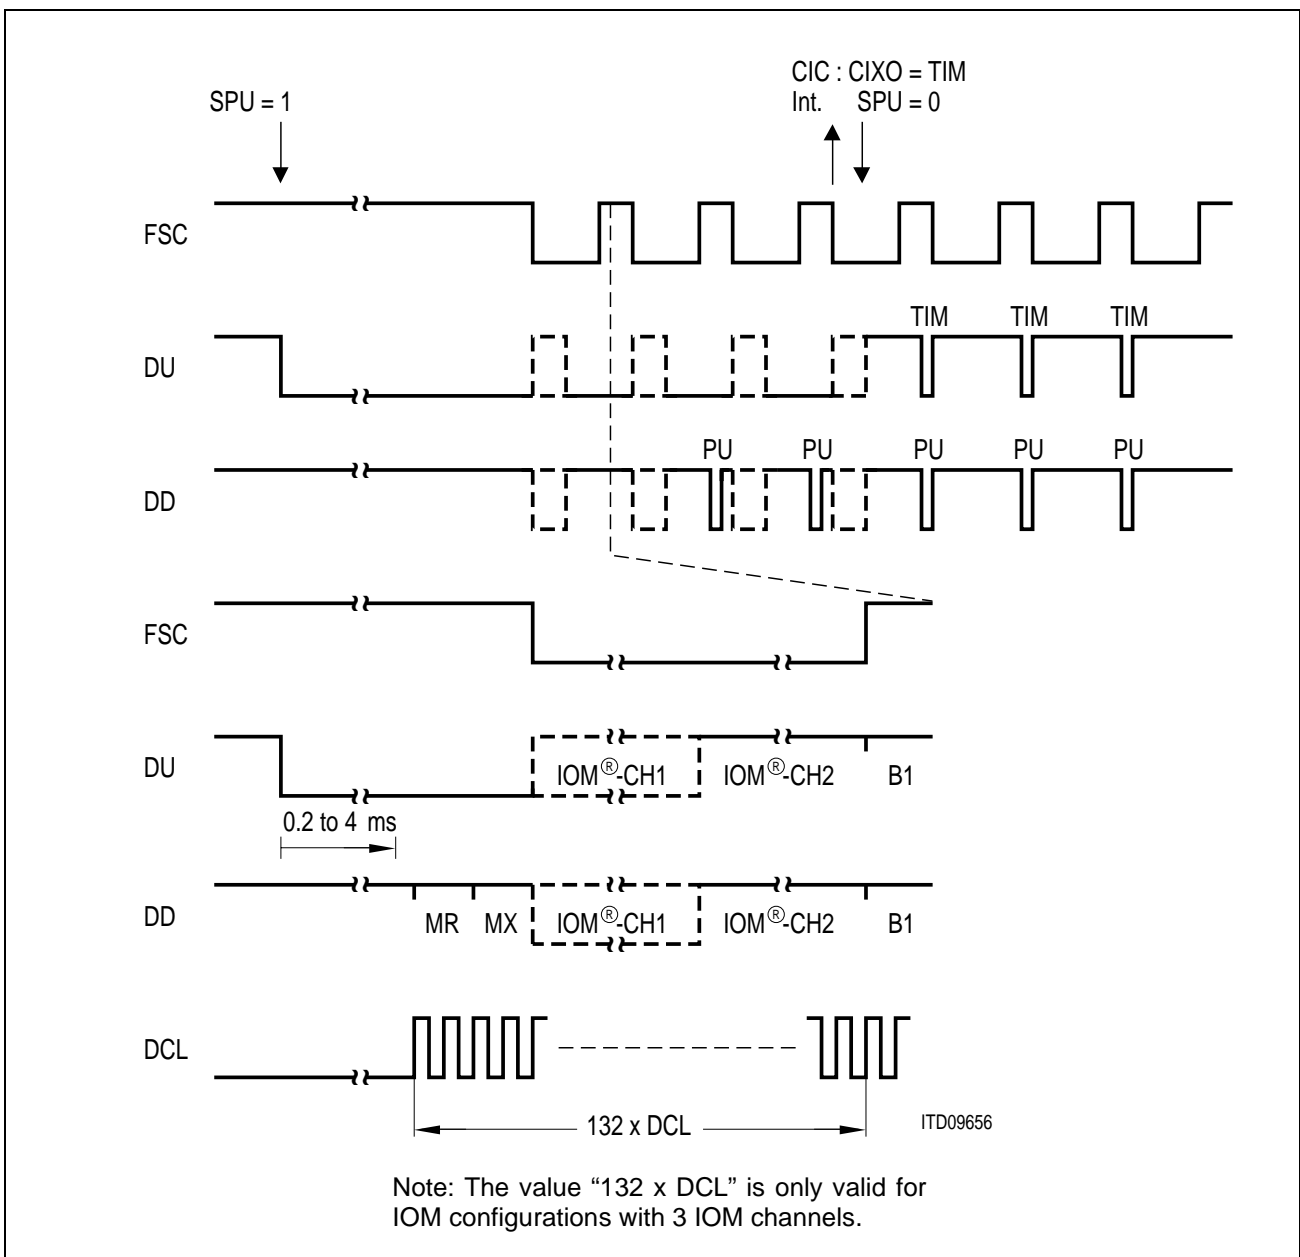 CIC : CIXO = TIM
SPU = 1
Int. SPU = 0
FSC
TIM TIM TIM
DU
PU PU PU PU PU
DD
FSC
DU
IOM®-CH1 IOM®-CH2 B1
0.2 to 4 ms
DD
MR MX IOM®-CH1 IOM®-CH2 B1
DCL
132 x DCL
ITD09656
Note: The value “132 x DCL” is only valid for
IOM configurations with 3 IOM channels.